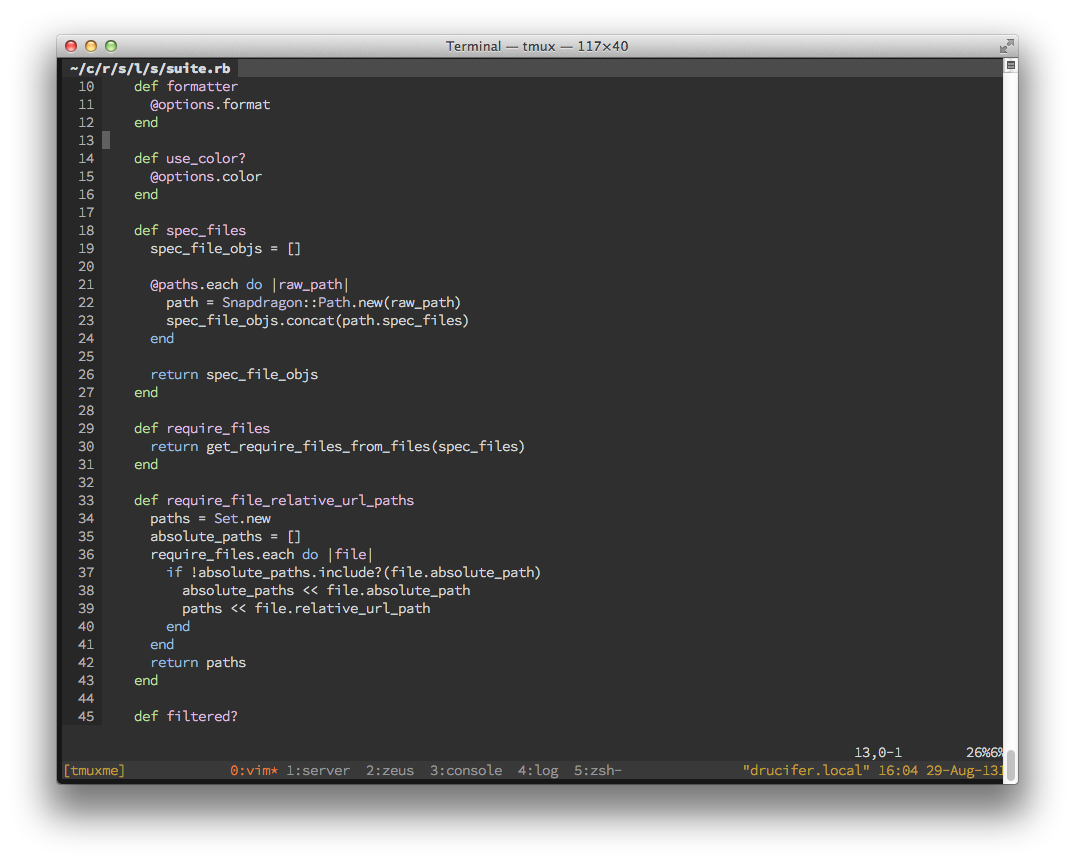 Terminal — tmux — 117×40
~/c/r/s/l/s/suite.rb
10     def formatter
11       @options.format
12     end
13
14     def use_color?
15       @options.color
16     end
17
18     def spec_files
19       spec_file_objs = []
20
21       @paths.each do |raw_path|
22         path = Snapdragon::Path.new(raw_path)
23         spec_file_objs.concat(path.spec_files)
24       end
25
26       return spec_file_objs
27     end
28
29     def require_files
30       return get_require_files_from_files(spec_files)
31     end
32
33     def require_file_relative_url_paths
34       paths = Set.new
35       absolute_paths = []
36       require_files.each do |file|
37         if !absolute_paths.include?(file.absolute_path)
38           absolute_paths << file.absolute_path
39           paths << file.relative_url_path
40         end
41       end
42       return paths
43     end
44
45     def filtered?
13,0-1        26%6%
[tmuxme]             0:vim* 1:server  2:zeus  3:console  4:log  5:zsh-               "drucifer.local" 16:04 29-Aug-131